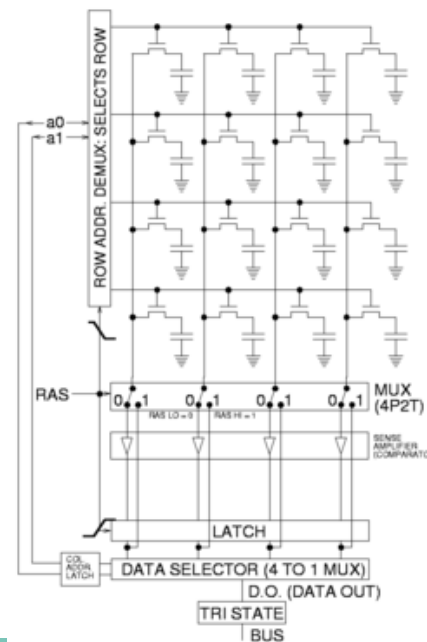 ROW ADDR. DEMUX: SELECTS ROW
a0
a1
RAS
0 1 0 1 0 1 0 1
RAS LO = 0 RAS HI = 1
MUX
(4P2T)
SENSE
AMPLIFIER
(COMPARATO
LATCH
COL.
ADDR
LATCH
DATA SELECTOR (4 TO 1 MUX)
D.O. (DATA OUT)
TRI STATE
BUS